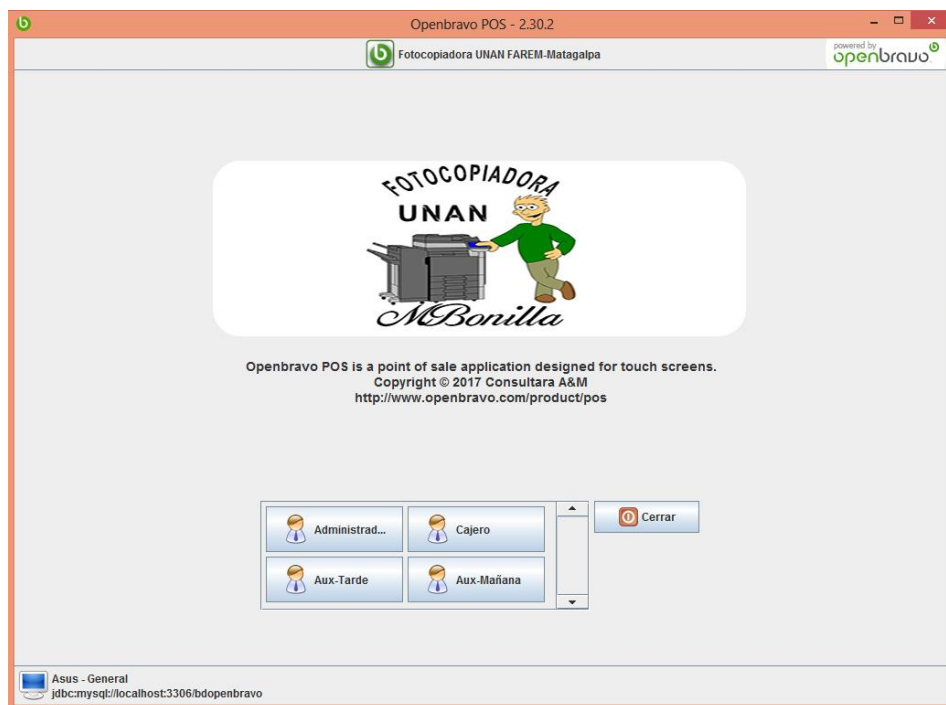 Openbravo POS - 2.30.2
Fotocopiadora UNAN FAREM-Matagalpa
powered by
openbravo
FOTOCOPIADORA
UNAN
MBonilla
Openbravo POS is a point of sale application designed for touch screens.
Copyright © 2017 Consultara A&M
http://www.openbravo.com/product/pos
Administrad...
Cajero
Cerrar
Aux-Tarde
Aux-Mañana
Asus - General
jdbc:mysql://localhost:3306/bdopenbravo